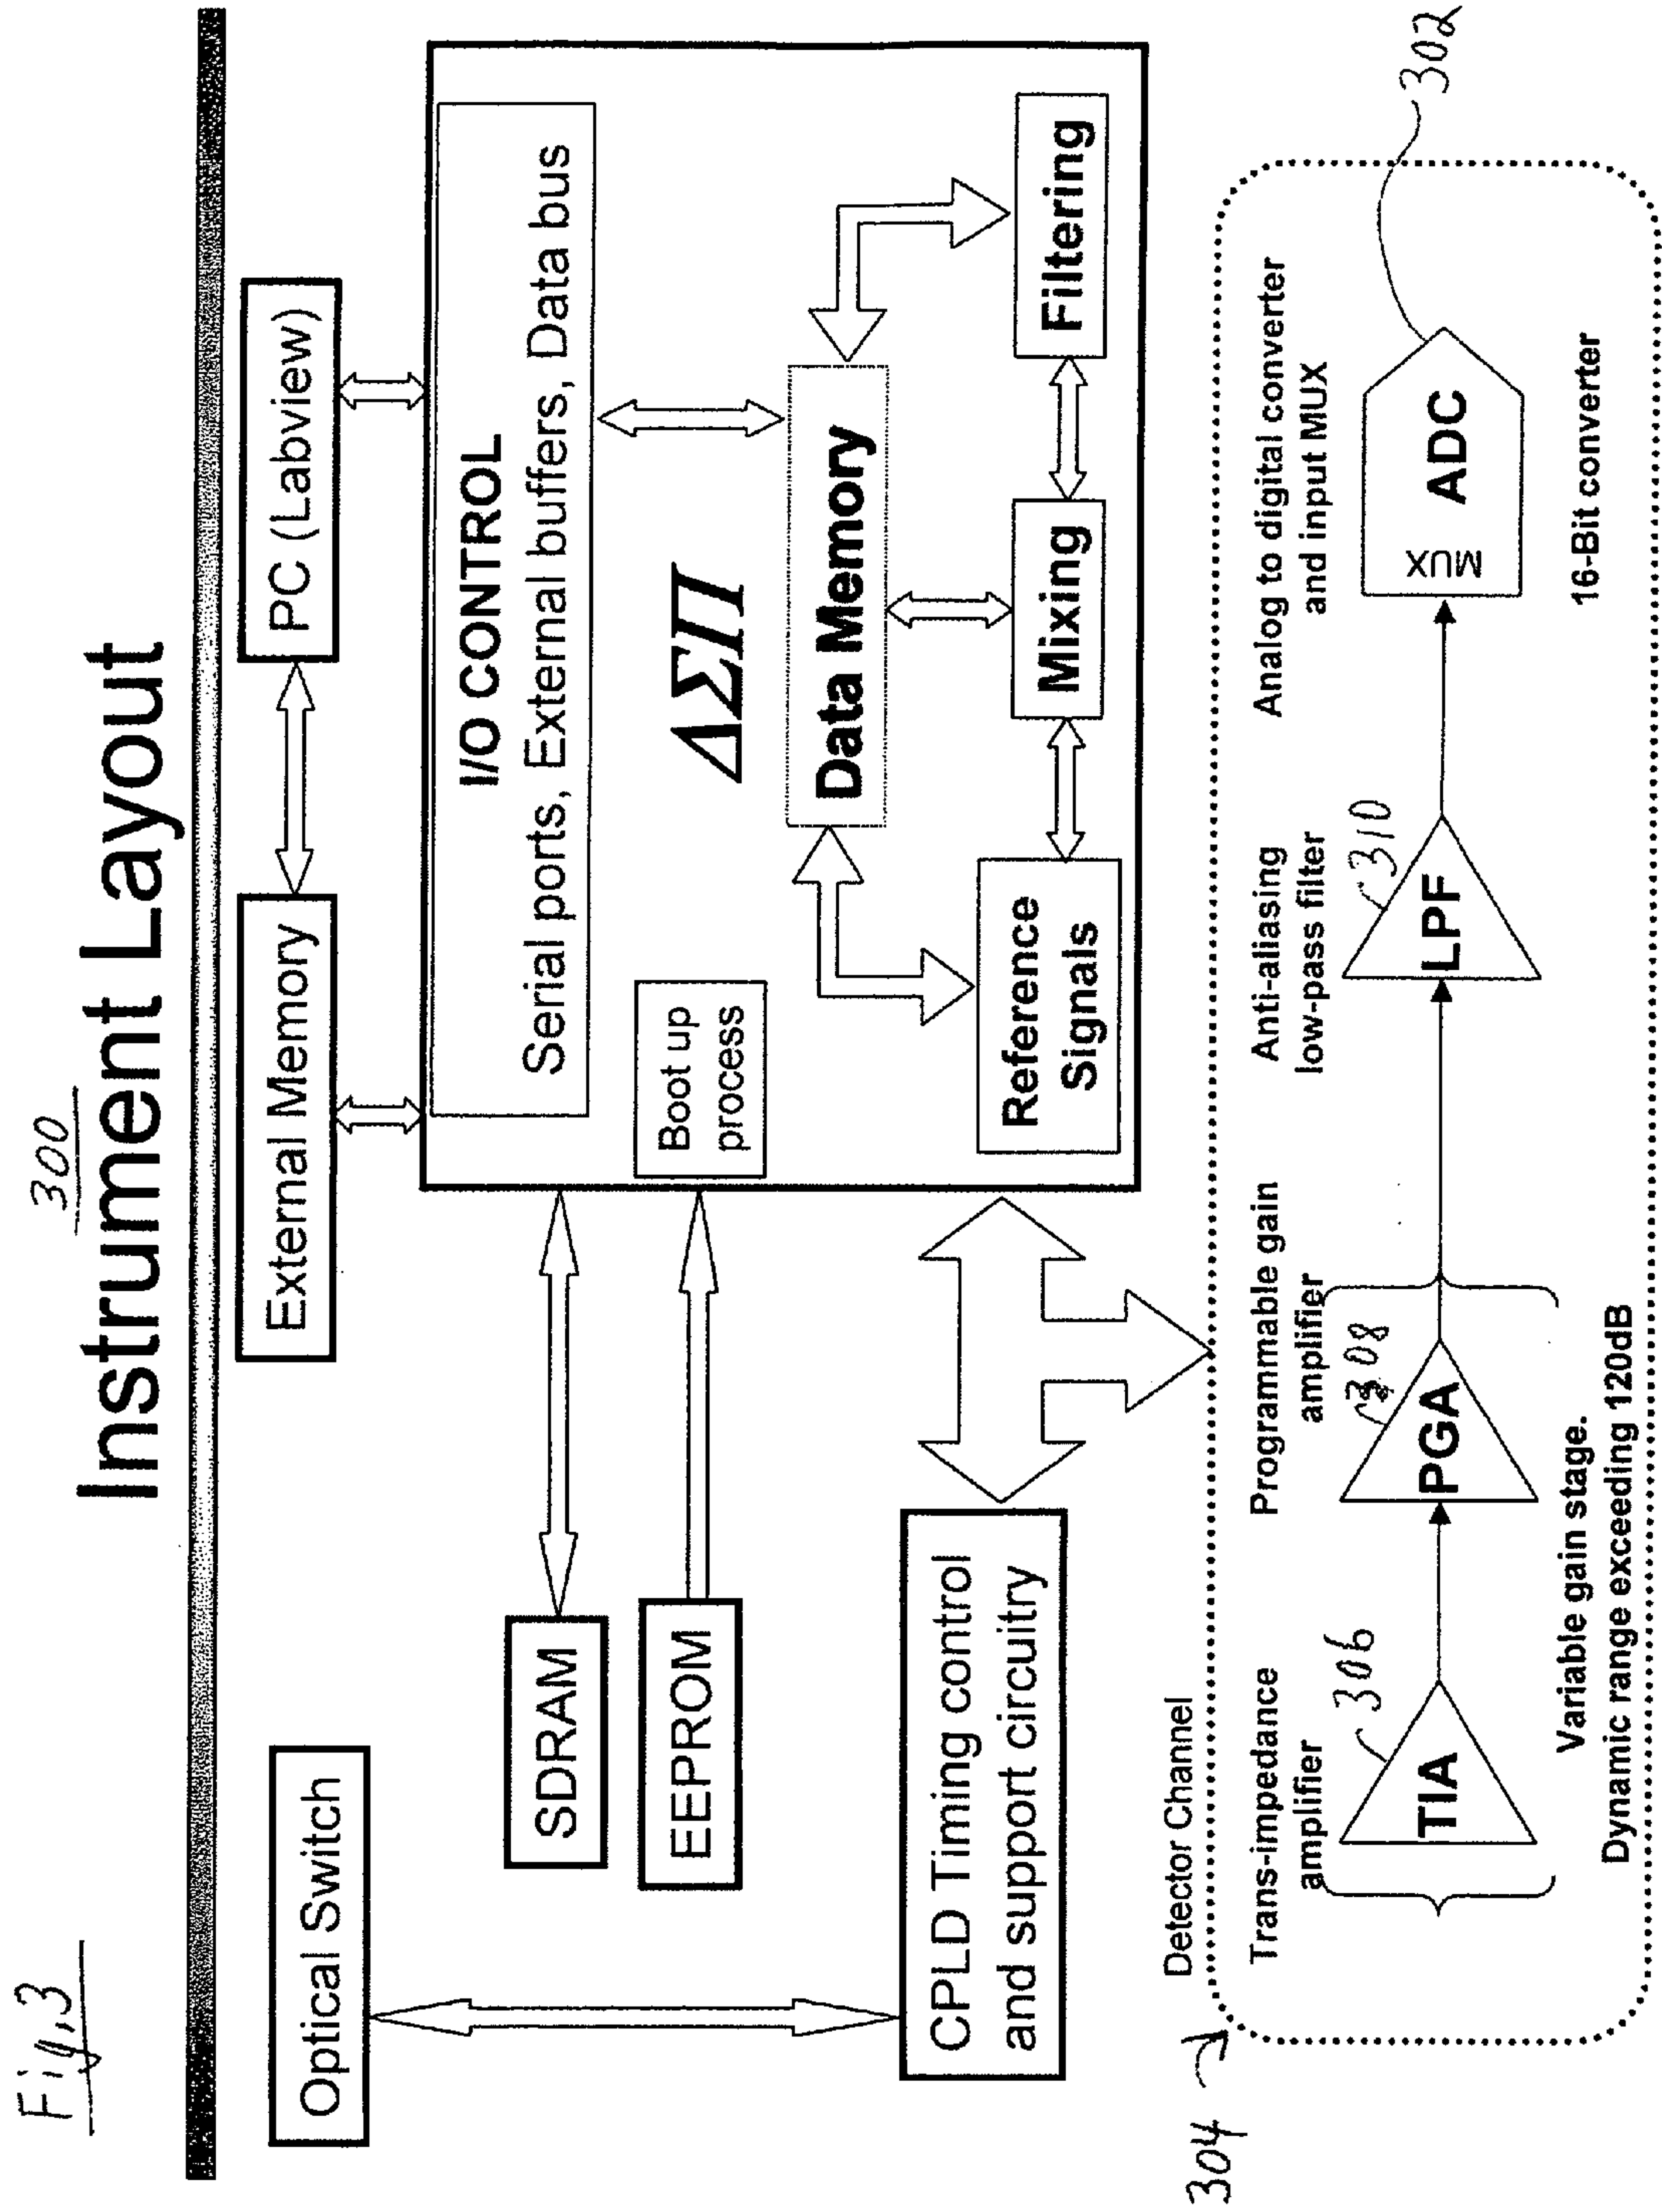 Fig. 3
300
Instrument Layout
External Memory
PC (Labview)
Optical Switch
I/O CONTROL
Serial ports, External buffers, Data bus
SDRAM
Boot up
process
ΔΣΠ
EEPROM
Data Memory
CPLD Timing control
and support circuitry
Reference
Signals
Mixing
Filtering
304
Detector Channel
Trans-impedance
amplifier
Programmable gain
amplifier
Anti-aliasing
low-pass filter
Analog to digital converter
and input MUX
306
308
310
302
TIA
PGA
LPF
MUX
ADC
Variable gain stage.
Dynamic range exceeding 120dB
16-Bit converter